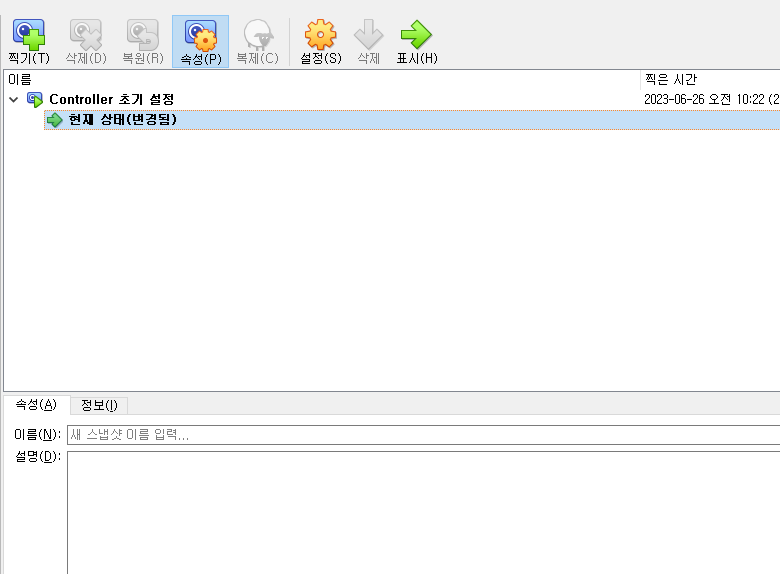 찍기(T) 삭제(D) 복원(R) 속성(P) 복제(C) 설정(S) 삭제 표시(H)
이름 찍은 시간
Controller 초기 설정 2023-06-26 오전 10:22 (2
현재 상태(변경됨)
속성(A) 정보(I)
이름(N): 새 스냅샷 이름 입력...
설명(D):